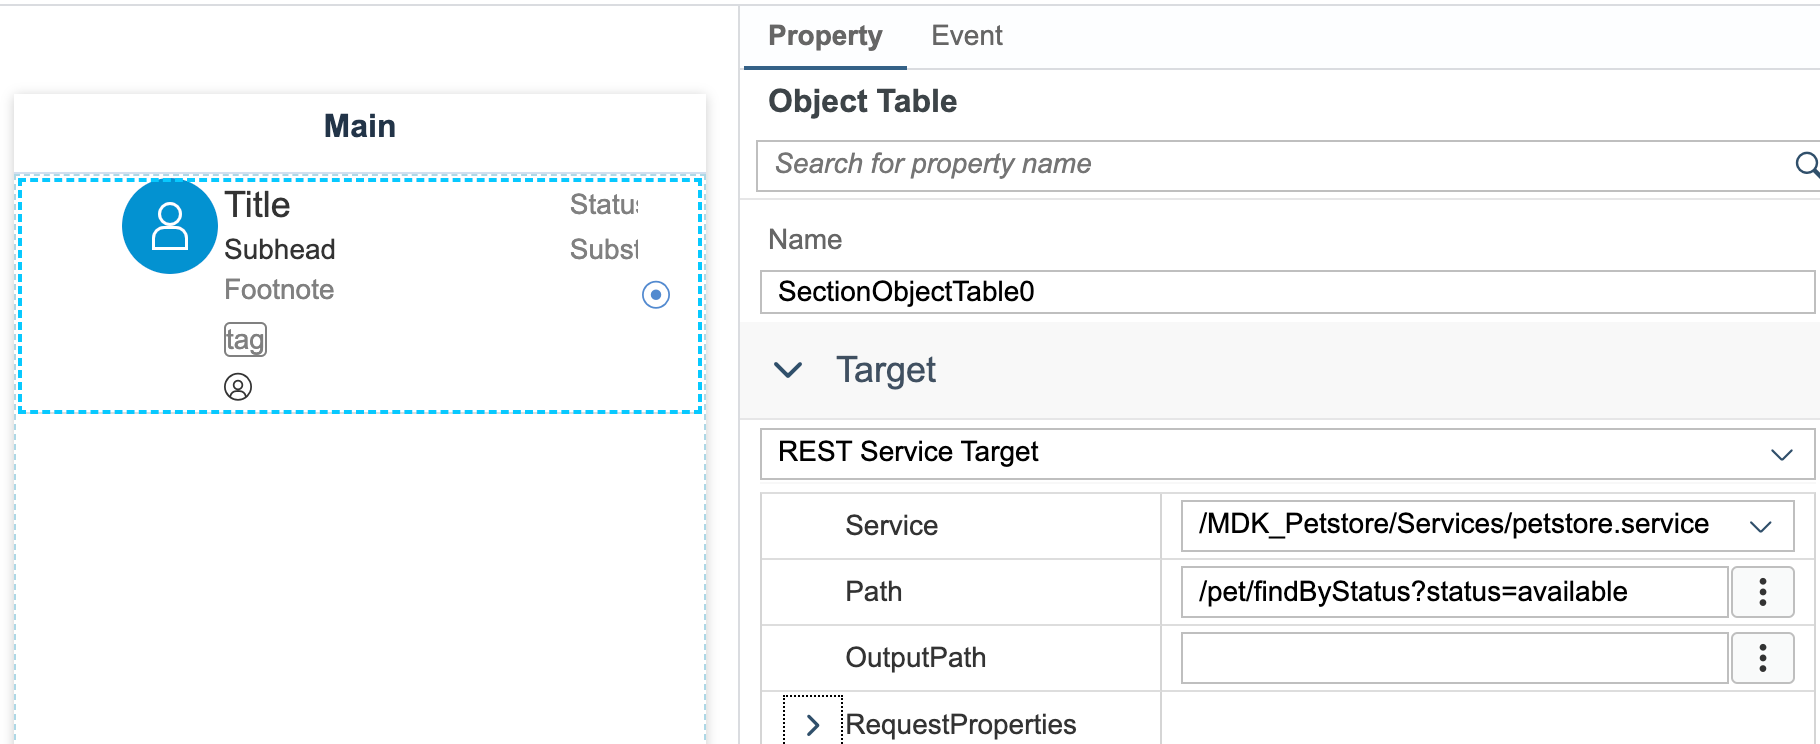 Main
Title
Status
Subhead
Subst
Footnote
tag
Property Event
Object Table
Search for property name
Name
SectionObjectTable0
Target
REST Service Target
Service
/MDK_Petstore/Services/petstore.service
Path
/pet/findByStatus?status=available
OutputPath
RequestProperties